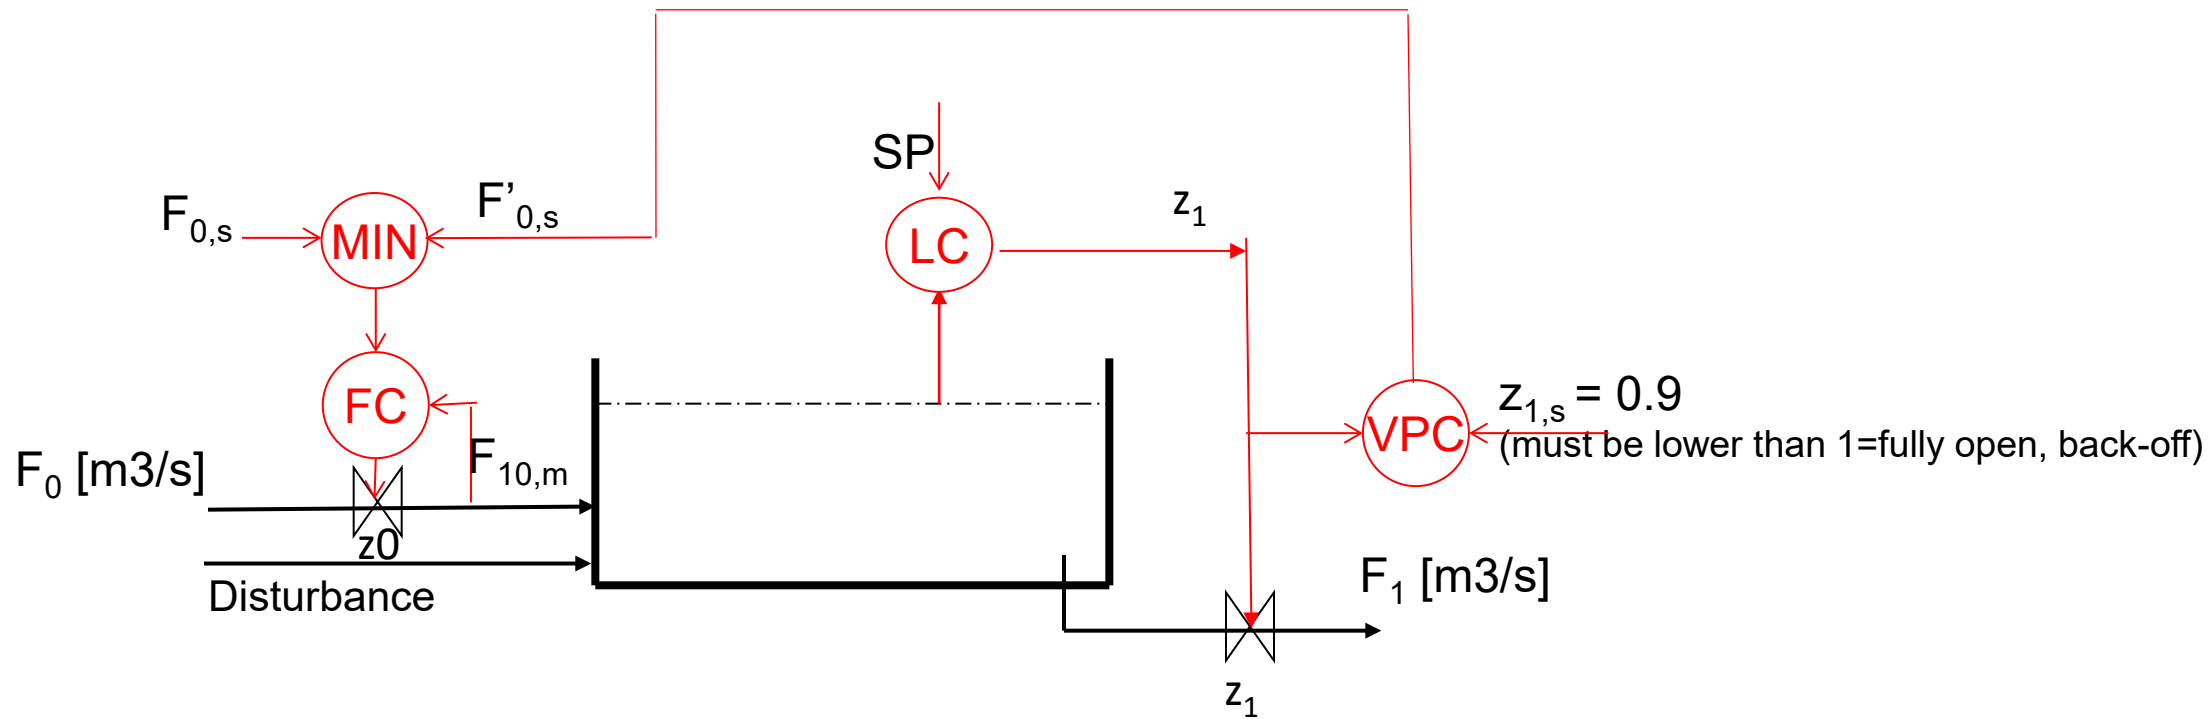 SP
F0,s
MIN
F’0,s
LC
z1
FC
F10,m
z1,s = 0.9
VPC
(must be lower than 1=fully open, back-off)
F0 [m3/s]
z0
Disturbance
F1 [m3/s]
z1